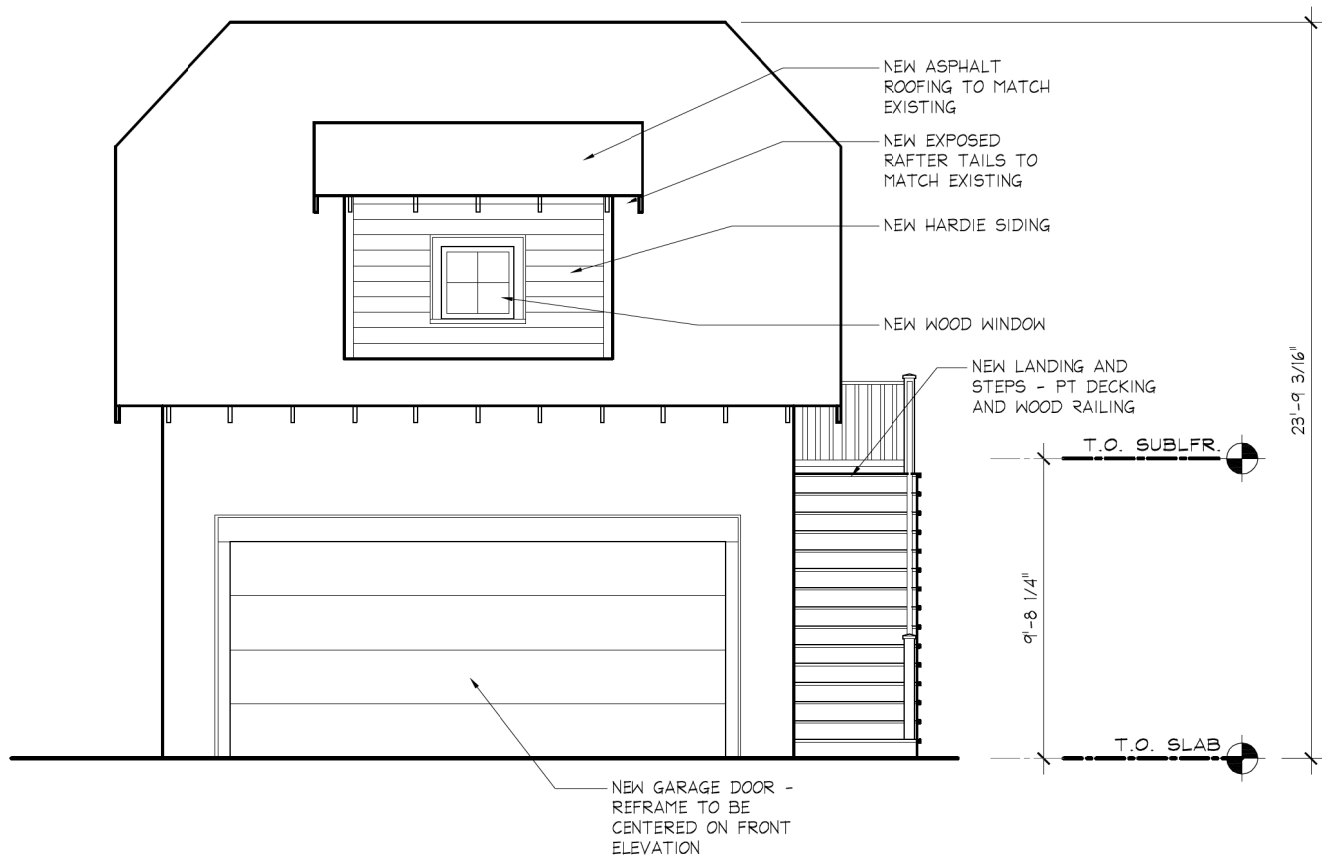 NEW ASPHALT
ROOFING TO MATCH
EXISTING
NEW EXPOSED
RAFTER TAILS TO
MATCH EXISTING
NEW HARDIE SIDING
NEW WOOD WINDOW
NEW LANDING AND
STEPS - PT DECKING
AND WOOD RAILING
23'-9 3/16"
T.O. SUBLFR.
9'-8 1/4"
T.O. SLAB
NEW GARAGE DOOR -
REFRAME TO BE
CENTERED ON FRONT
ELEVATION